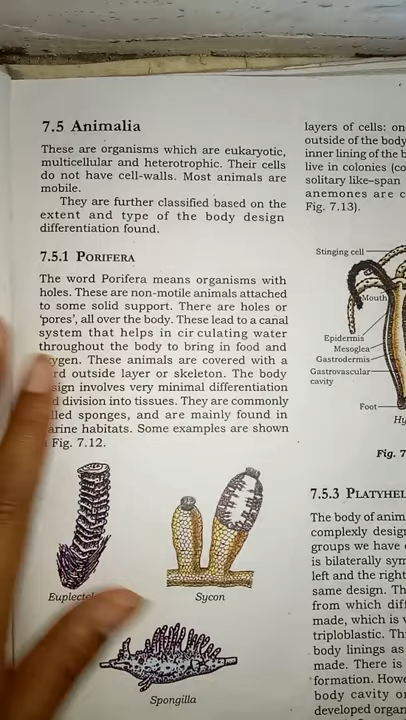 7.5 Animalia
These are organisms which are eukaryotic,
multicellular and heterotrophic. Their cells
do not have cell-walls. Most animals are
mobile.
They are further classified based on the
extent and type of the body design
differentiation found.
7.5.1 PORIFERA
The word Porifera means organisms with
holes. These are non-motile animals attached
to some solid support. There are holes or
‘pores’, all over the body. These lead to a canal
system that helps in cir culating water
throughout the body to bring in food and
ygen. These animals are covered with a
rd outside layer or skeleton. The body
sign involves very minimal differentiation
d division into tissues. They are commonly
lled sponges, and are mainly found in
arine habitats. Some examples are shown
Fig. 7.12.
Euplecte
Sycon
Spongilla
layers of cells: on
outside of the body
inner lining of the b
live in colonies (co
solitary like–span
anemones are c
Fig. 7.13).
Stinging cell
Mouth
Epidermis
Mesoglea
Gastrodermis
Gastrovascular
cavity
Foot
Hy
Fig. 7
7.5.3 PLATYHEL
The body of anim
complexly design
groups we have
is bilaterally sym
left and the right
same design. Th
from which diff
made, which is
triploblastic. Th
body linings as
made. There is
formation. Howe
body cavity or
developed organ